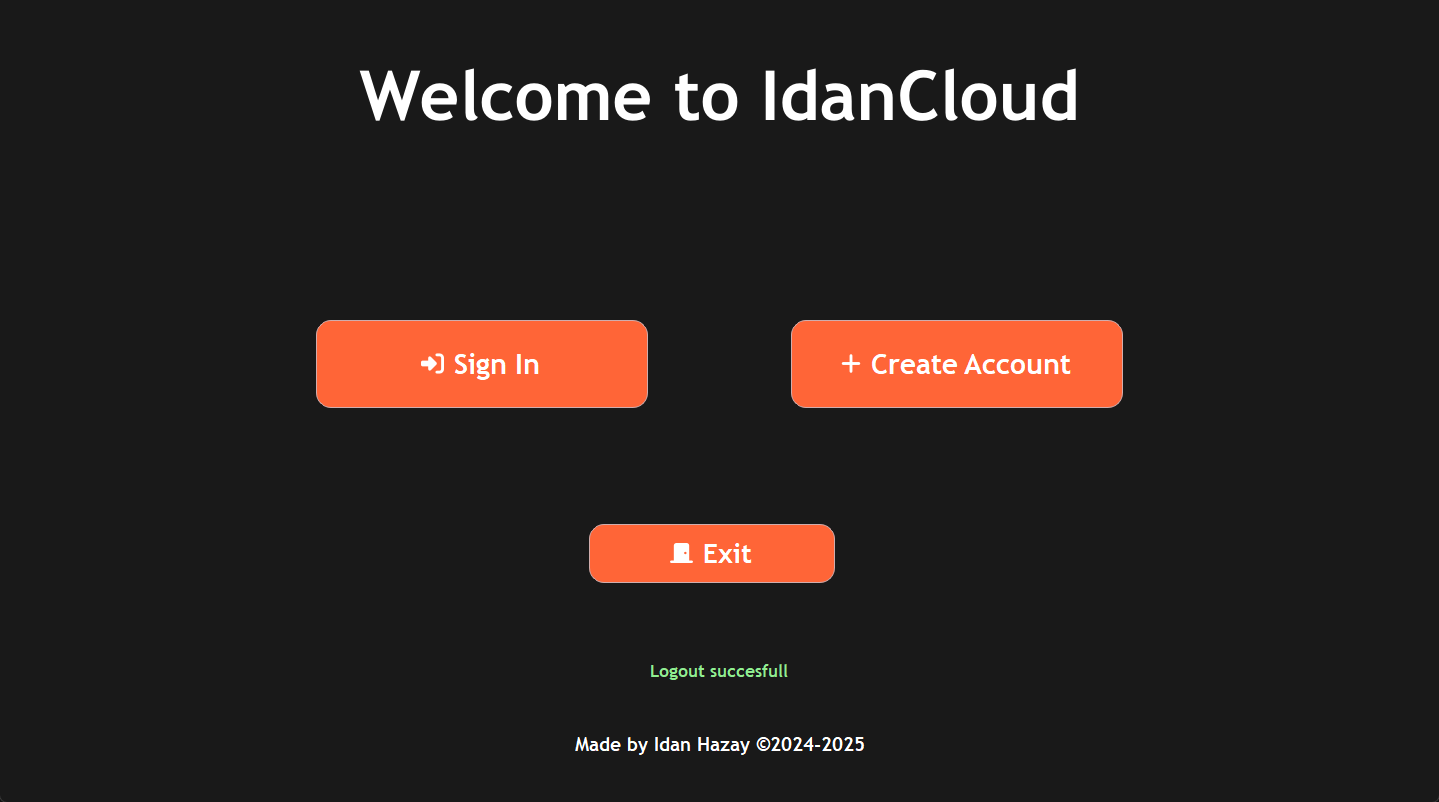 Welcome to IdanCloud
Sign In
Create Account
Exit
Logout succesfull
Made by Idan Hazay ©2024-2025